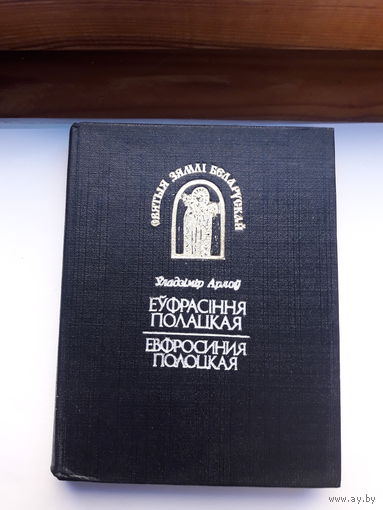 СВЯТЫЯ ЗЯМЛІ БЕЛАРУСКАЙ
Уладзімір Арлоў
ЕЎФРАСІННЯ
ПОЛАЦКАЯ
ЕВФРОСИНИЯ
ПОЛОЦКАЯ
www.ay.by